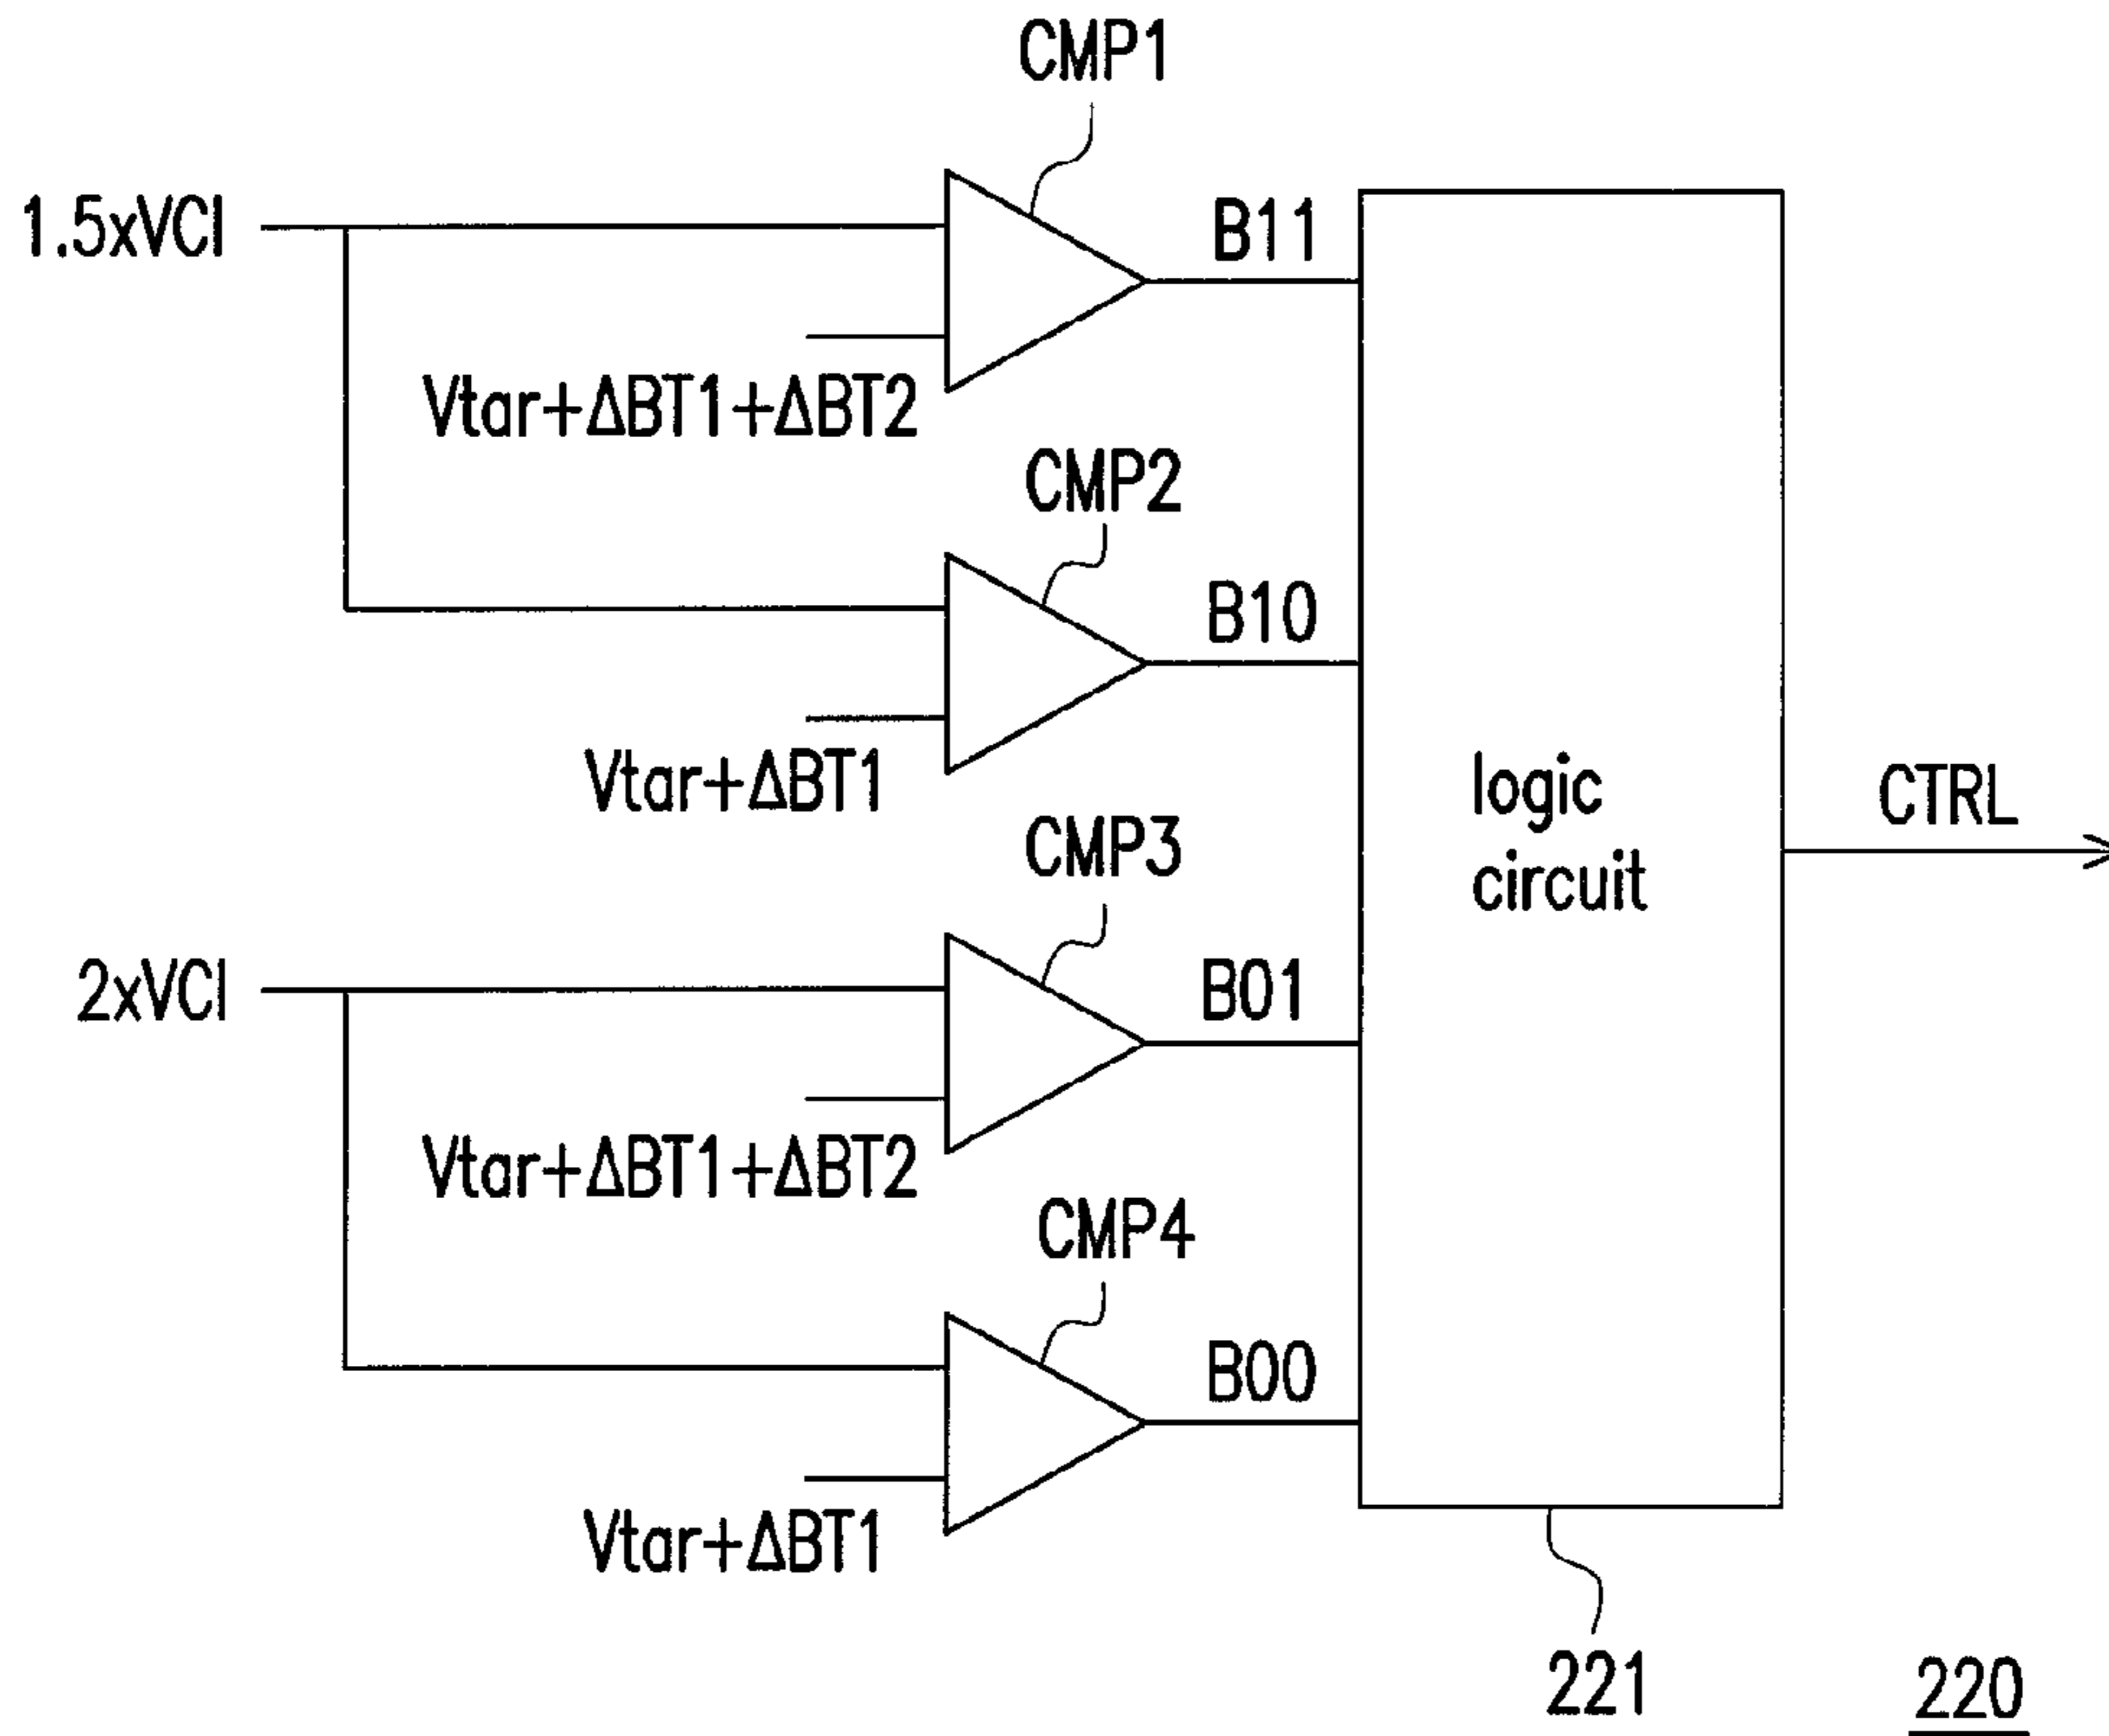 CMP1
1.5xVCI
B11
Vtar+ΔBT1+ΔBT2
CMP2
B10
Vtar+ΔBT1
logic
circuit
CTRL
CMP3
2xVCI
B01
Vtar+ΔBT1+ΔBT2
CMP4
B00
Vtar+ΔBT1
221
220